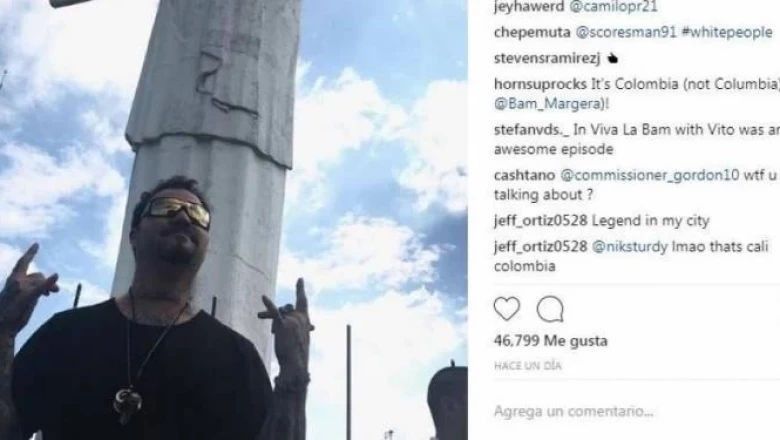 jeyhawerd @camilopr21
chepemuta @scoresman91 #whitepeople
stevensramirezj
hornsuprocks It's Colombia (not Columbia)
@Bam_Margera)!
stefanvds._ In Viva La Bam with Vito was an
awesome episode
cashtano @commissioner_gordon10 wtf u
talking about ?
jeff_ortiz0528 Legend in my city
jeff_ortiz0528 @niksturdy lmao thats cali
colombia
46,799 Me gusta
HACE UN DÍA
Agrega un comentario...